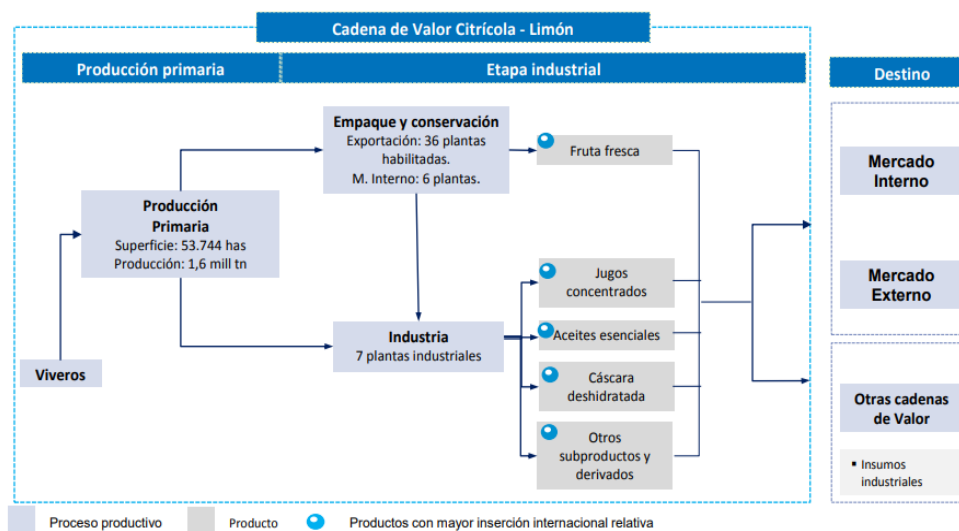 Cadena de Valor Citrícola - Limón
Producción primaria
Etapa industrial
Destino
Empaque y conservación
Exportación: 36 plantas
habilitadas.
M. Interno: 6 plantas.
Fruta fresca
Mercado
Interno
Producción
Primaria
Superficie: 53.744 has
Producción: 1,6 mill tn
Jugos
concentrados
Mercado
Externo
Industria
7 plantas industriales
Aceites esenciales
Viveros
Cáscara
deshidratada
Otras cadenas
de Valor
Otros
subproductos y
derivados
▪ Insumos
industriales
Proceso productivo
Producto
Productos con mayor inserción internacional relativa